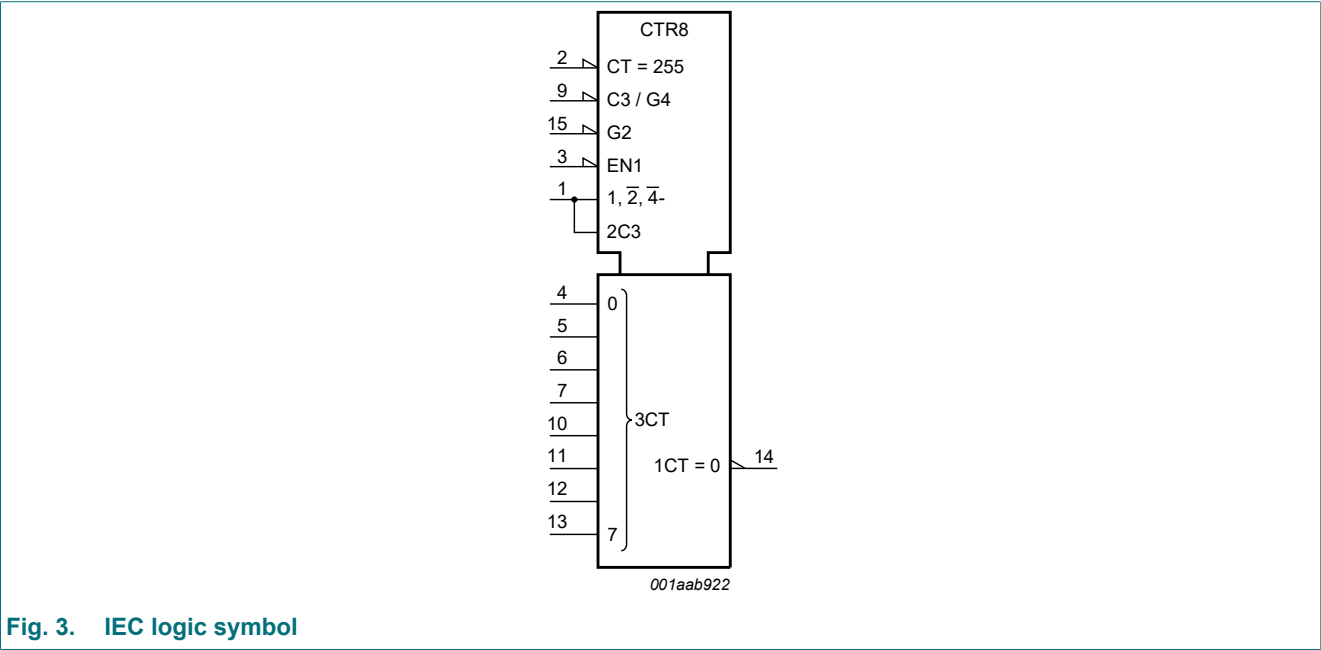 CTR8
2 CT = 255
9 C3 / G4
15 G2
3 EN1
1 1, 2̅, 4̅-
2C3
4 0
5
6
7
3CT
10
11
1CT = 0 14
12
13 7
001aab922
Fig. 3. IEC logic symbol